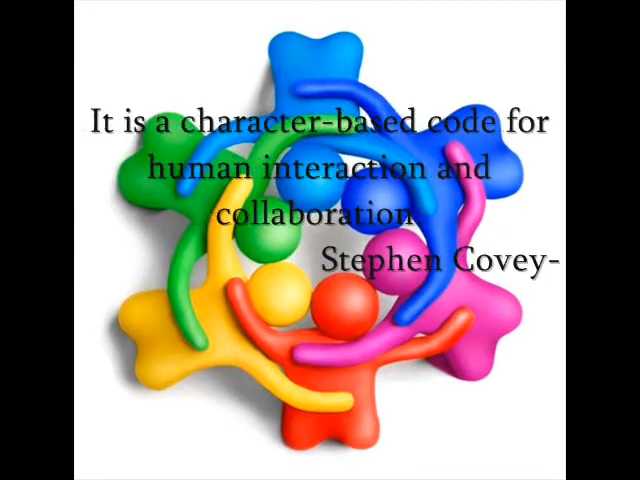 It is a character-based code for
human interaction and
collaboration.
Stephen Covey-